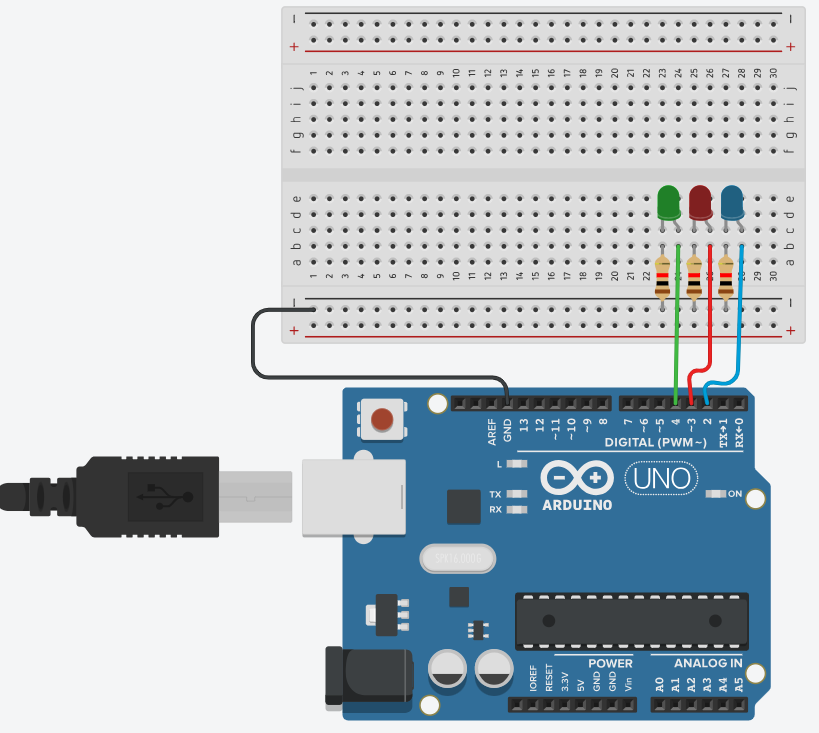 − −
+ +
1 2 3 4 5 6 7 8 9 10 11 12 13 14 15 16 17 18 19 20 21 22 23 24 25 26 27 28 29 30
j j
i i
h h
g g
f f
e e
d d
c c
b b
a a
1 2 3 4 5 6 7 8 9 10 11 12 13 14 15 16 17 18 19 20 21 22 23 24 25 26 27 28 29 30
− −
+ +
AREF GND 13 12 ~11 ~10 ~9 8 7 ~6 ~5 4 ~3 2 TX→1 RX←0
DIGITAL (PWM~)
L
TX
RX
ARDUINO
UNO
ON
POWER
ANALOG IN
IOREF RESET 3.3V 5V GND GND Vin A0 A1 A2 A3 A4 A5